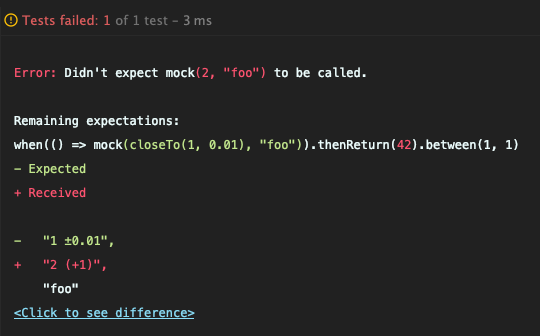 Tests failed: 1 of 1 test – 3 ms
Error: Didn't expect mock(2, "foo") to be called.
Remaining expectations:
when(() => mock(closeTo(1, 0.01), "foo")).thenReturn(42).between(1, 1)
- Expected
+ Received
-   "1 ±0.01",
+   "2 (+1)",
"foo"
<Click to see difference>